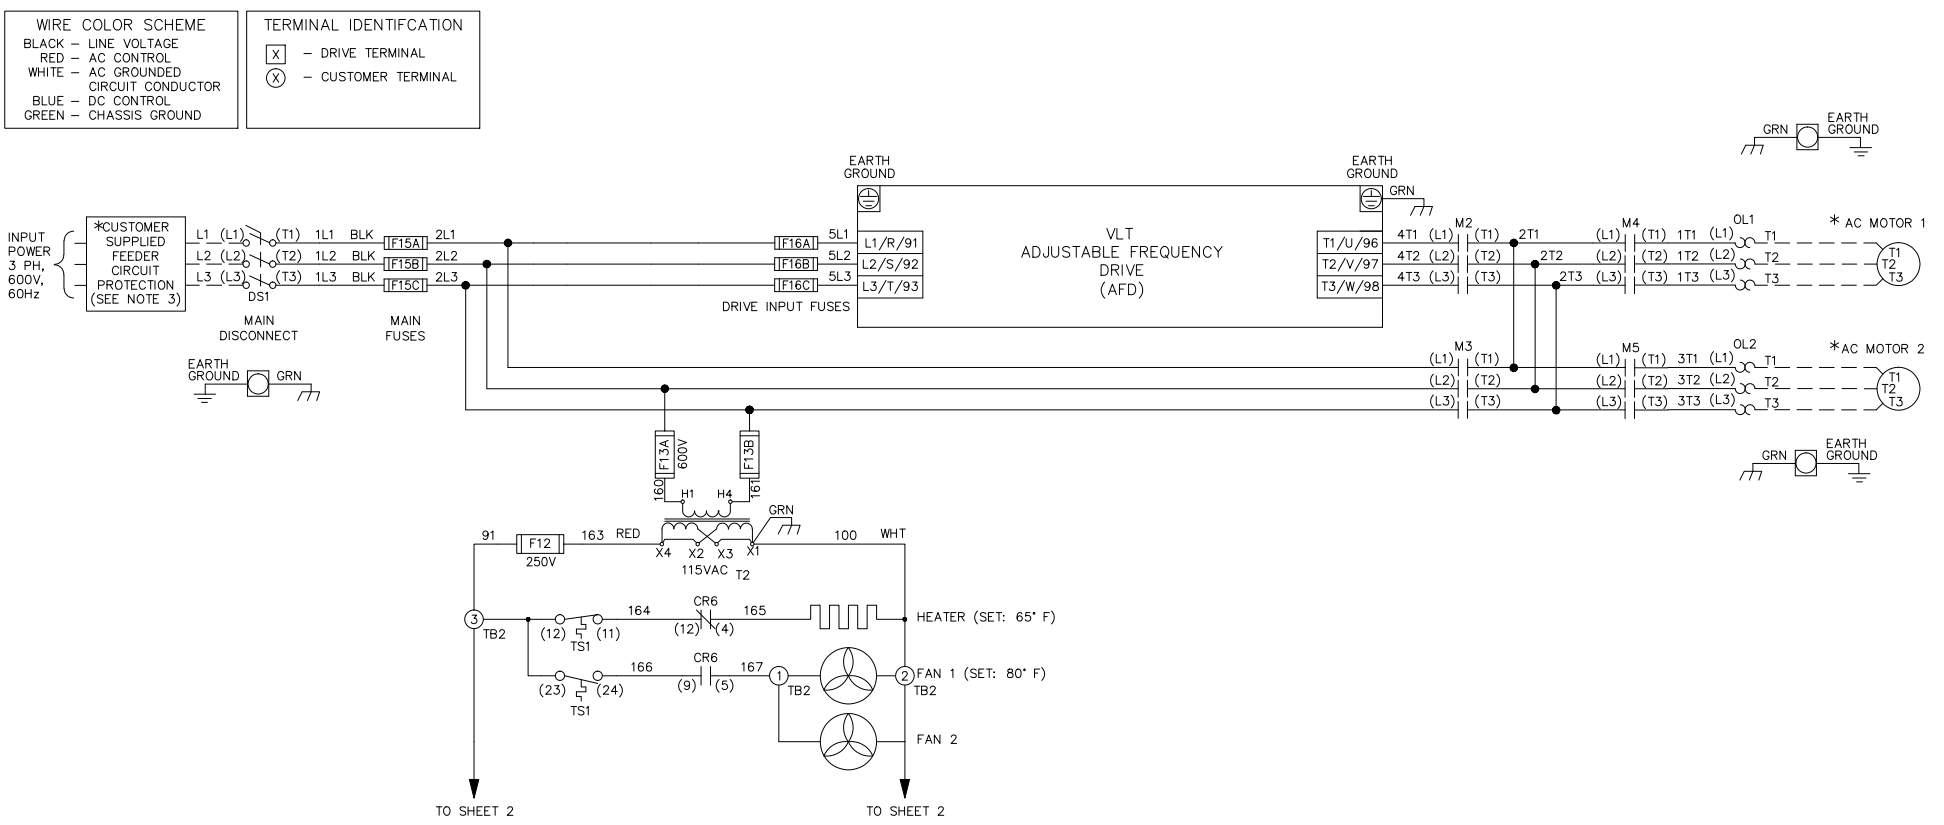 WIRE COLOR SCHEME
BLACK – LINE VOLTAGE
RED – AC CONTROL
WHITE – AC GROUNDED
CIRCUIT CONDUCTOR
BLUE – DC CONTROL
GREEN – CHASSIS GROUND
TERMINAL IDENTIFCATION
X – DRIVE TERMINAL
X – CUSTOMER TERMINAL
INPUT
POWER
3 PH,
600V,
60Hz
*CUSTOMER
SUPPLIED
FEEDER
CIRCUIT
PROTECTION
(SEE NOTE 3)
L1 (L1) (T1) 1L1 BLK F15A 2L1
L2 (L2) (T2) 1L2 BLK F15B 2L2
L3 (L3) (T3) 1L3 BLK F15C 2L3
DS1
MAIN
DISCONNECT
MAIN
FUSES
EARTH
GROUND
GRN
F16A 5L1
F16B 5L2
F16C 5L3
DRIVE INPUT FUSES
EARTH
GROUND
L1/R/91
L2/S/92
L3/T/93
VLT
ADJUSTABLE FREQUENCY
DRIVE
(AFD)
EARTH
GROUND
GRN
T1/U/96
T2/V/97
T3/W/98
M2
4T1 (L1) (T1) 2T1
4T2 (L2) (T2) 2T2
4T3 (L3) (T3) 2T3
M4
(L1) (T1) 1T1 (L1) T1
(L2) (T2) 1T2 (L2) T2
(L3) (T3) 1T3 (L3) T3
OL1
* AC MOTOR 1
T1
T2
T3
GRN
EARTH
GROUND
M3
(L1) (T1)
(L2) (T2)
(L3) (T3)
M5
(L1) (T1) 3T1 (L1) T1
(L2) (T2) 3T2 (L2) T2
(L3) (T3) 3T3 (L3) T3
OL2
*AC MOTOR 2
T1
T2
T3
GRN
EARTH
GROUND
F13A
600V
F13B
160
161
H1 H4
GRN
91 F12 163 RED
250V
X4 X2 X3 X1
115VAC T2
100 WHT
3
TB2
(12) (11)
TS1
164
CR6
(12) (4)
165
HEATER (SET: 65° F)
(23) (24)
TS1
166
CR6
(9) (5)
167
1
TB2
2
TB2
FAN 1 (SET: 80° F)
FAN 2
TO SHEET 2
TO SHEET 2